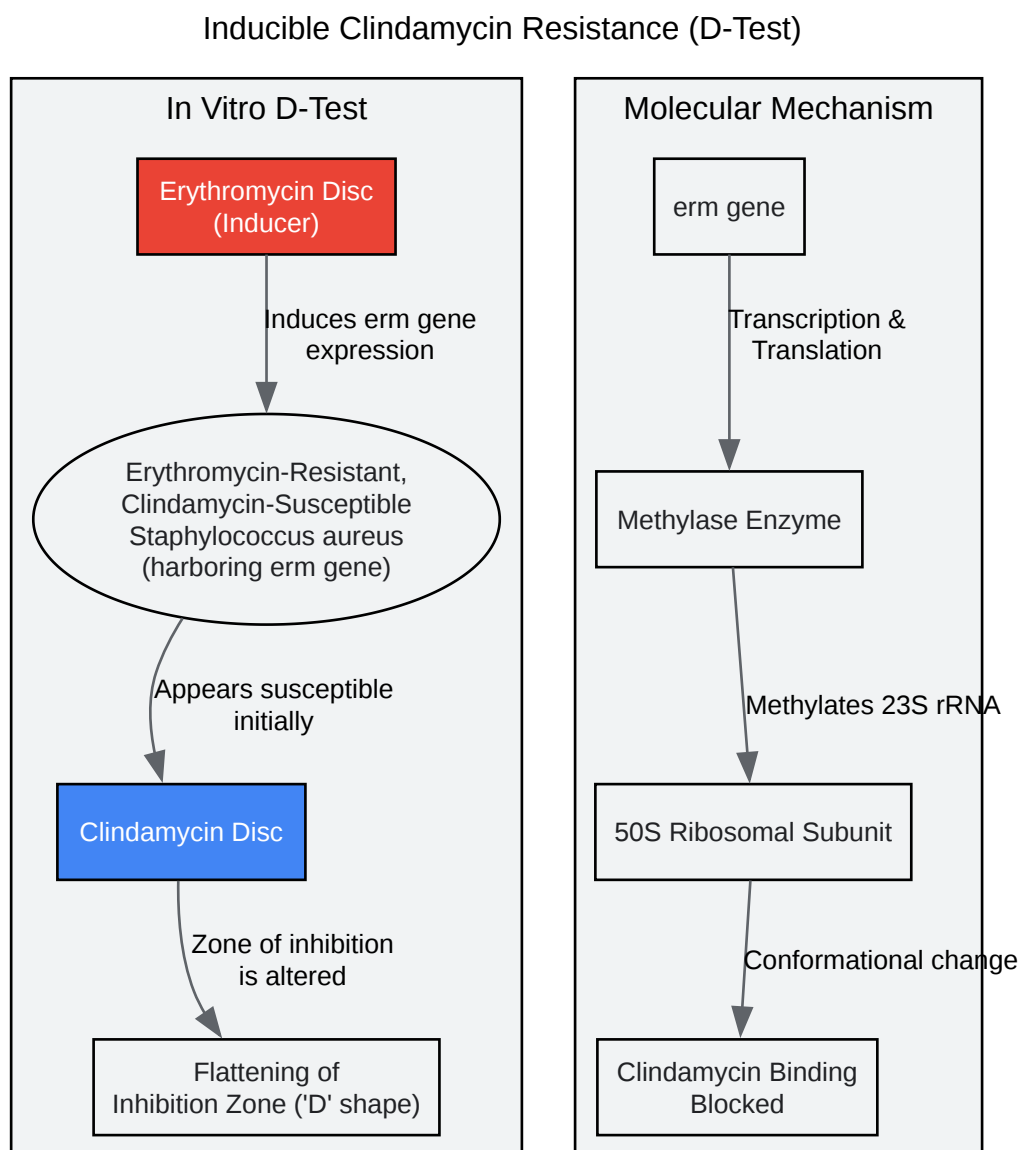 Inducible Clindamycin Resistance (D-Test)
In Vitro D-Test
Erythromycin Disc
(Inducer)
Induces erm gene
expression
Erythromycin-Resistant,
Clindamycin-Susceptible
Staphylococcus aureus
(harboring erm gene)
Appears susceptible
initially
Clindamycin Disc
Zone of inhibition
is altered
Flattening of
Inhibition Zone ('D' shape)
Molecular Mechanism
erm gene
Transcription &
Translation
Methylase Enzyme
Methylates 23S rRNA
50S Ribosomal Subunit
Conformational change
Clindamycin Binding
Blocked